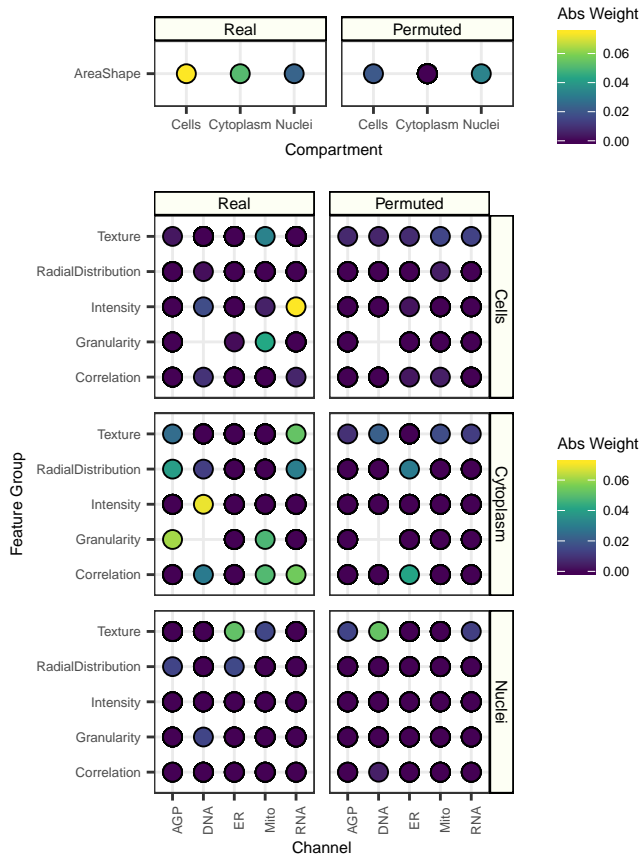 Real
Permuted
AreaShape
Cells Cytoplasm Nuclei
Cells Cytoplasm Nuclei
Compartment
Abs Weight
0.06
0.04
0.02
0.00
Real
Permuted
Feature Group
Texture
RadialDistribution
Intensity
Granularity
Correlation
Cells
Texture
RadialDistribution
Intensity
Granularity
Correlation
Cytoplasm
Texture
RadialDistribution
Intensity
Granularity
Correlation
Nuclei
AGP
DNA
ER
Mito
RNA
AGP
DNA
ER
Mito
RNA
Channel
Abs Weight
0.06
0.04
0.02
0.00